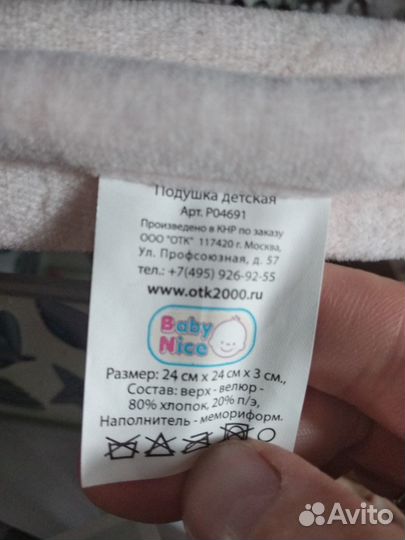 Подушка детская
Арт. P04691
Произведено в КНР по заказу
ООО "ОТК" 117420 г. Москва,
Ул. Профсоюзная, д. 57
тел.: +7(495) 926-92-55
www.otk2000.ru
Baby
Nice
Размер: 24 см х 24 см х 3 см.,
Состав: верх - велюр -
80% хлопок, 20% п/э,
Наполнитель - мемориформ.
Avito